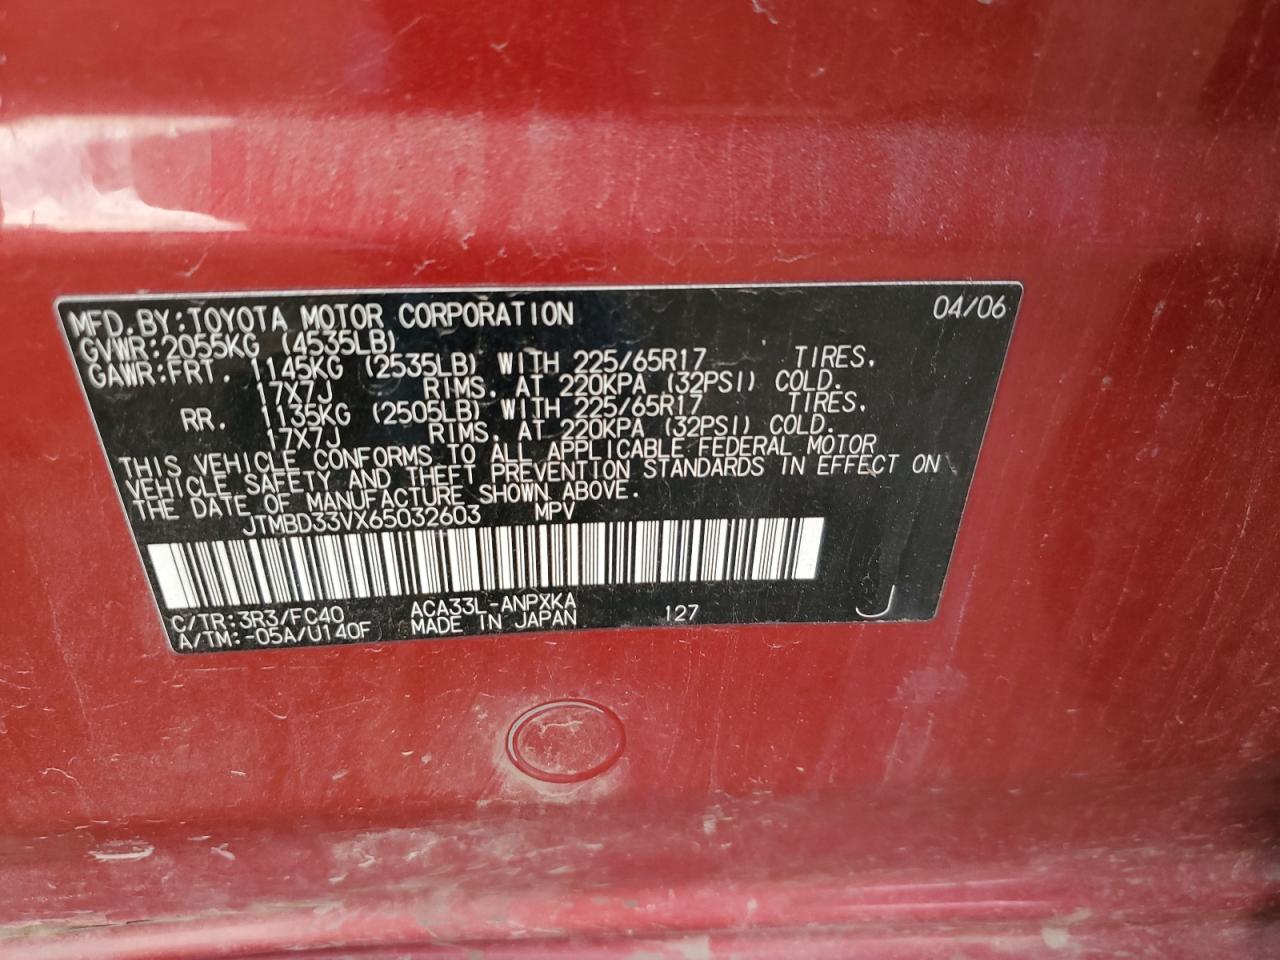 MFD.BY:TOYOTA MOTOR CORPORATION 04/06
GVWR:2055KG (4535LB)
GAWR:FRT. 1145KG (2535LB) WITH 225/65R17 TIRES,
17X7J RIMS, AT 220KPA (32PSI) COLD.
RR. 1135KG (2505LB) WITH 225/65R17 TIRES,
17X7J RIMS, AT 220KPA (32PSI) COLD.
THIS VEHICLE CONFORMS TO ALL APPLICABLE FEDERAL MOTOR
VEHICLE SAFETY AND THEFT PREVENTION STANDARDS IN EFFECT ON
THE DATE OF MANUFACTURE SHOWN ABOVE.
JTMBD33VX65032603 MPV
C/TR:3R3/FC40 ACA33L-ANPXKA 127 J
A/TM:-05A/U140F MADE IN JAPAN